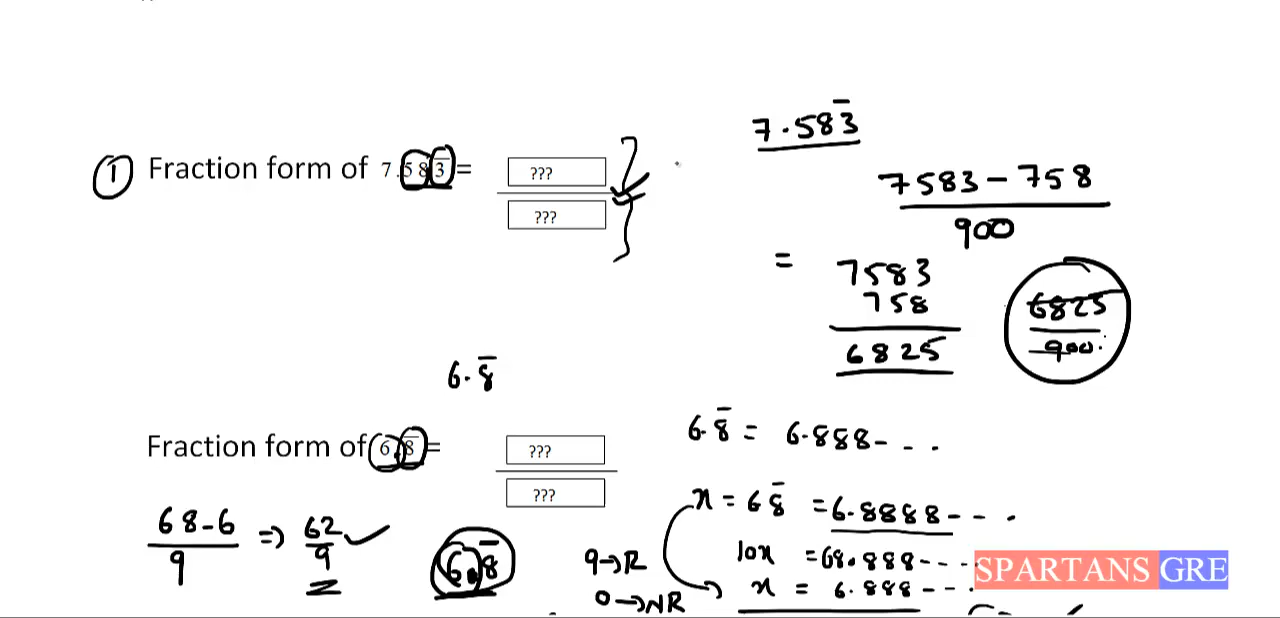 7.583̅
① Fraction form of 7.583̅ =
???
???
7583 – 758
900
= 7583
758
6825
6825
900
6.8̅
Fraction form of 6.8̅ =
???
???
6.8̅ = 6.888- - - .
68-6
9
=> 62
9
6.8̅
x = 68̅ = 6.8888- - - .
10x = 68.888- - -
x = 6.888- - -
9→R
0→NR
SPARTANS GRE